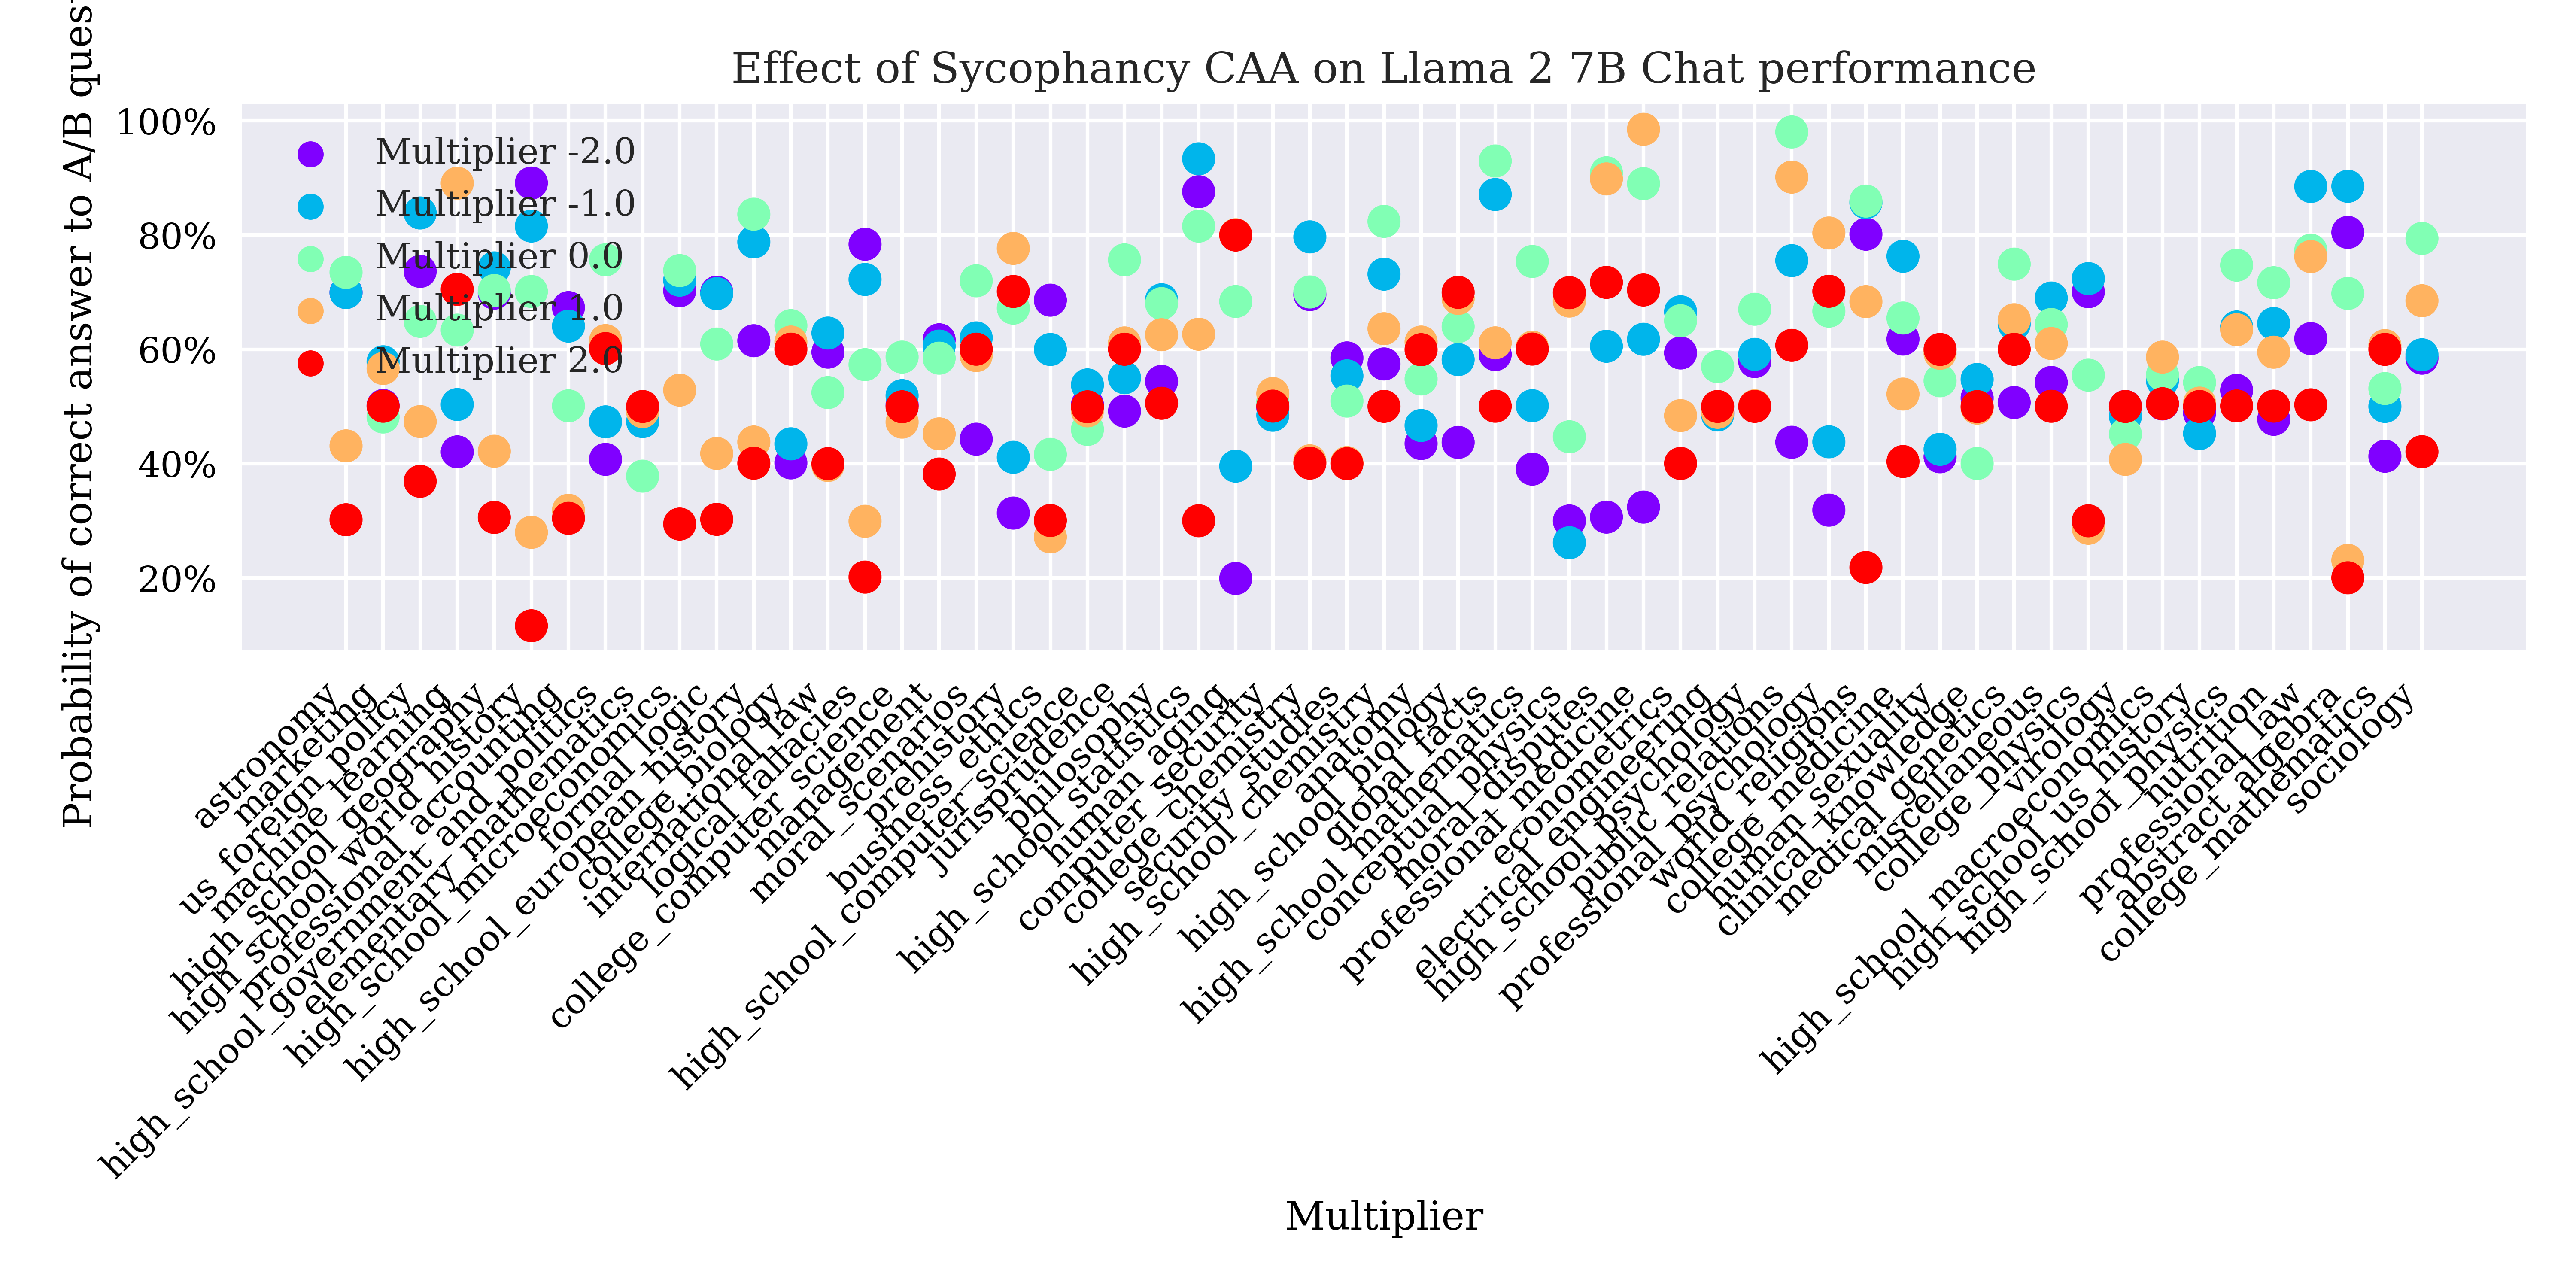 Effect of Sycophancy CAA on Llama 2 7B Chat performance
Probability of correct answer to A/B quest
100%
80%
60%
40%
20%
Multiplier -2.0
Multiplier -1.0
Multiplier 0.0
Multiplier 1.0
Multiplier 2.0
astronomy
marketing
us_foreign_policy
machine_learning
high_school_geography
high_school_world_history
professional_accounting
high_school_government_and_politics
elementary_mathematics
high_school_microeconomics
formal_logic
high_school_european_history
college_biology
international_law
logical_fallacies
college_computer_science
management
moral_scenarios
prehistory
business_ethics
high_school_computer_science
jurisprudence
philosophy
high_school_statistics
human_aging
computer_security
college_chemistry
security_studies
high_school_chemistry
anatomy
high_school_biology
global_facts
high_school_mathematics
conceptual_physics
moral_disputes
professional_medicine
econometrics
electrical_engineering
high_school_psychology
public_relations
professional_psychology
world_religions
college_medicine
human_sexuality
clinical_knowledge
medical_genetics
miscellaneous
college_physics
virology
high_school_macroeconomics
high_school_us_history
high_school_physics
nutrition
professional_law
abstract_algebra
college_mathematics
sociology
Multiplier